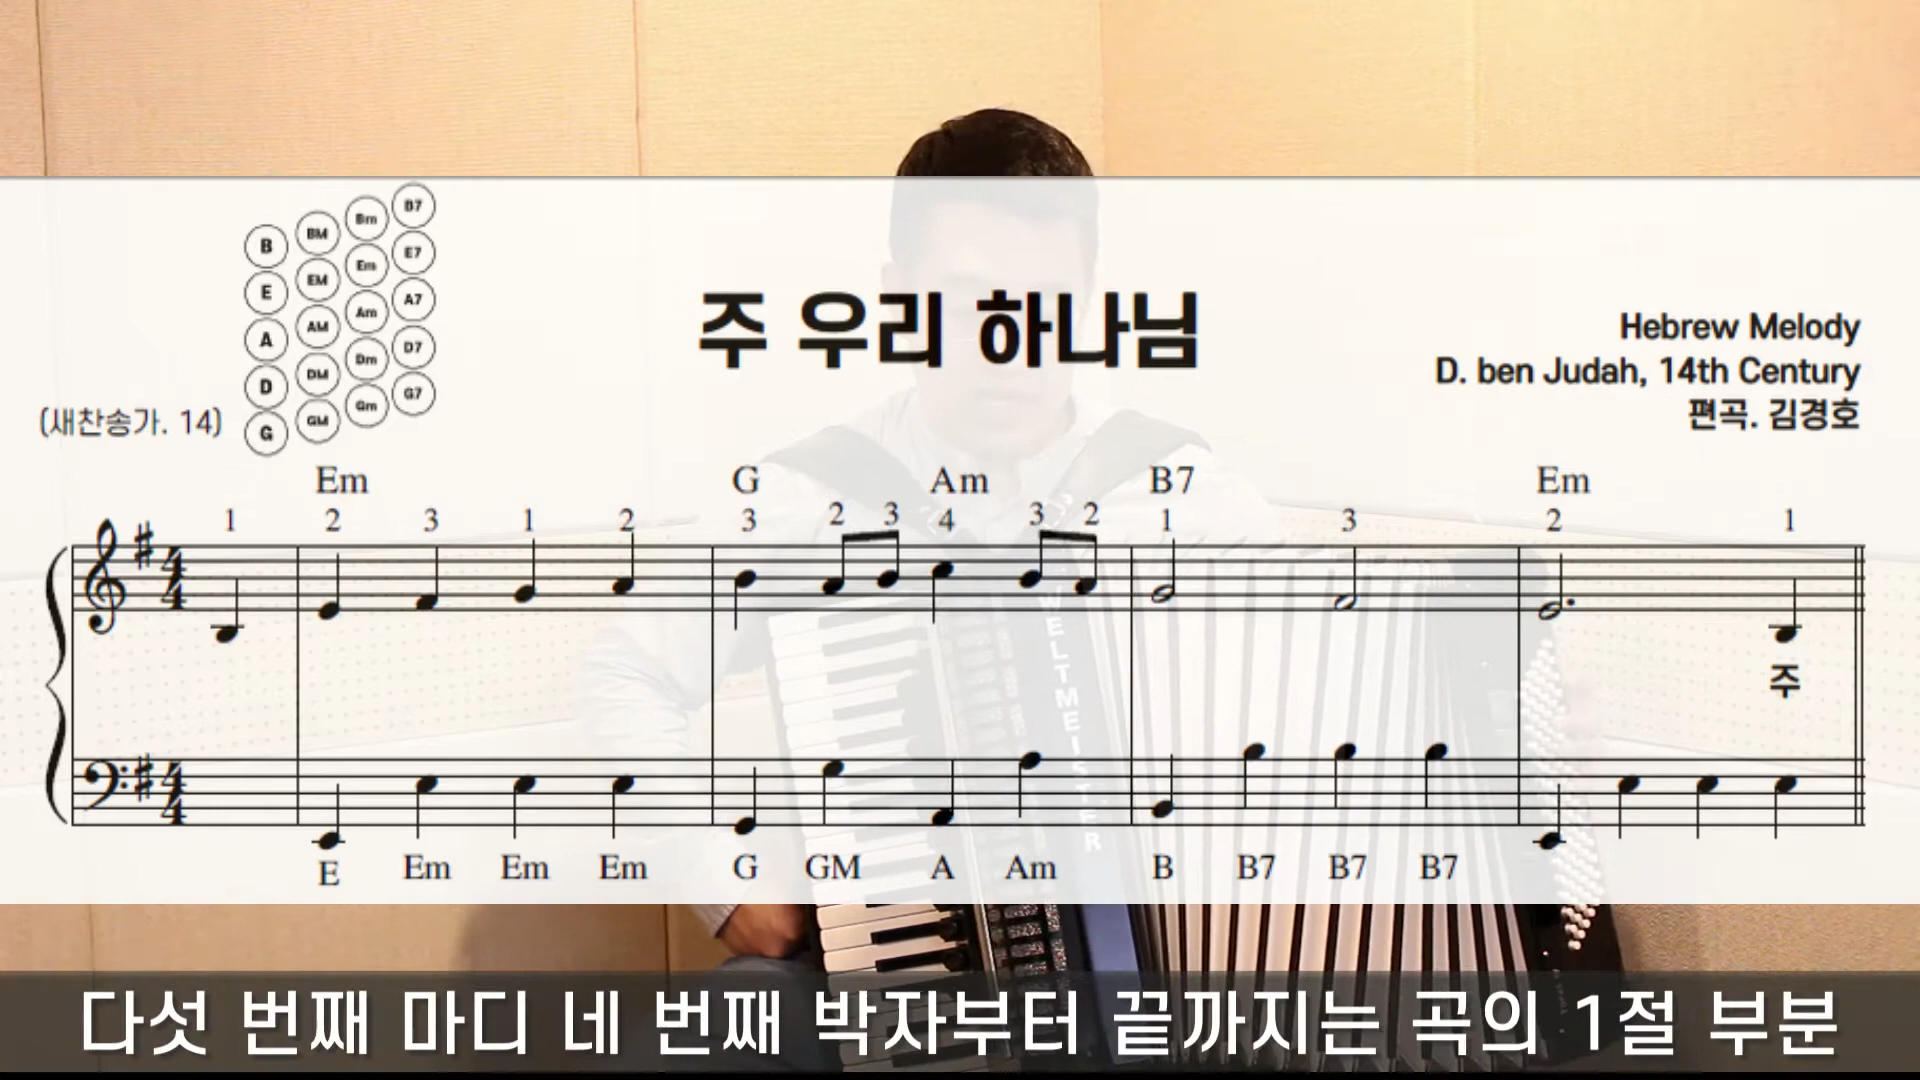 B BM Bm B7
E EM Em E7
A AM Am A7
D DM Dm D7
G GM Gm G7
주 우리 하나님
Hebrew Melody
D. ben Judah, 14th Century
편곡. 김경호
(새찬송가. 14)
Em G Am B7 Em
1 2 3 1 2 3 2 3 4 3 2 1 3 2 1
4
4
주
4
4
E Em Em Em G GM A Am B B7 B7 B7
WELTMEISTER
다섯 번째 마디 네 번째 박자부터 끝까지는 곡의 1절 부분